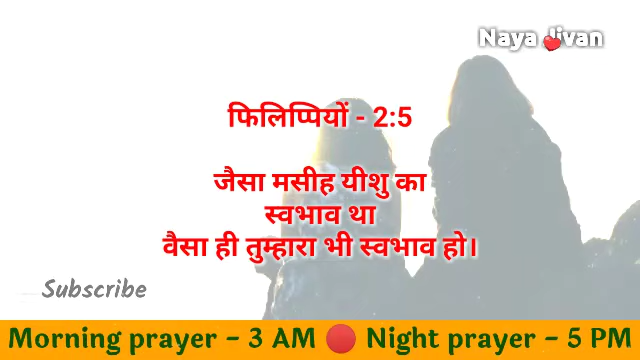 Naya Jivan
फिलिप्पियों - 2:5
जैसा मसीह यीशु का
स्वभाव था
वैसा ही तुम्हारा भी स्वभाव हो।
Subscribe
Morning prayer - 3 AM 🔴 Night prayer - 5 PM